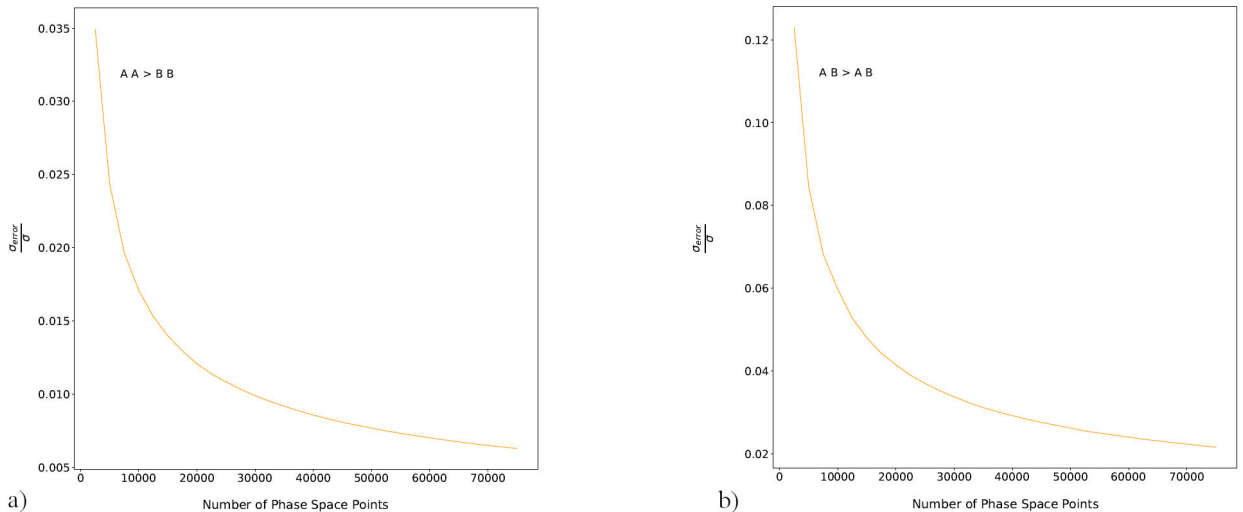 0.035
0.030
0.025
0.020
0.015
0.010
0.005
σerror
σ
A A > B B
0 10000 20000 30000 40000 50000 60000 70000
Number of Phase Space Points
a)
0.12
0.10
0.08
0.06
0.04
0.02
σerror
σ
A B > A B
0 10000 20000 30000 40000 50000 60000 70000
Number of Phase Space Points
b)